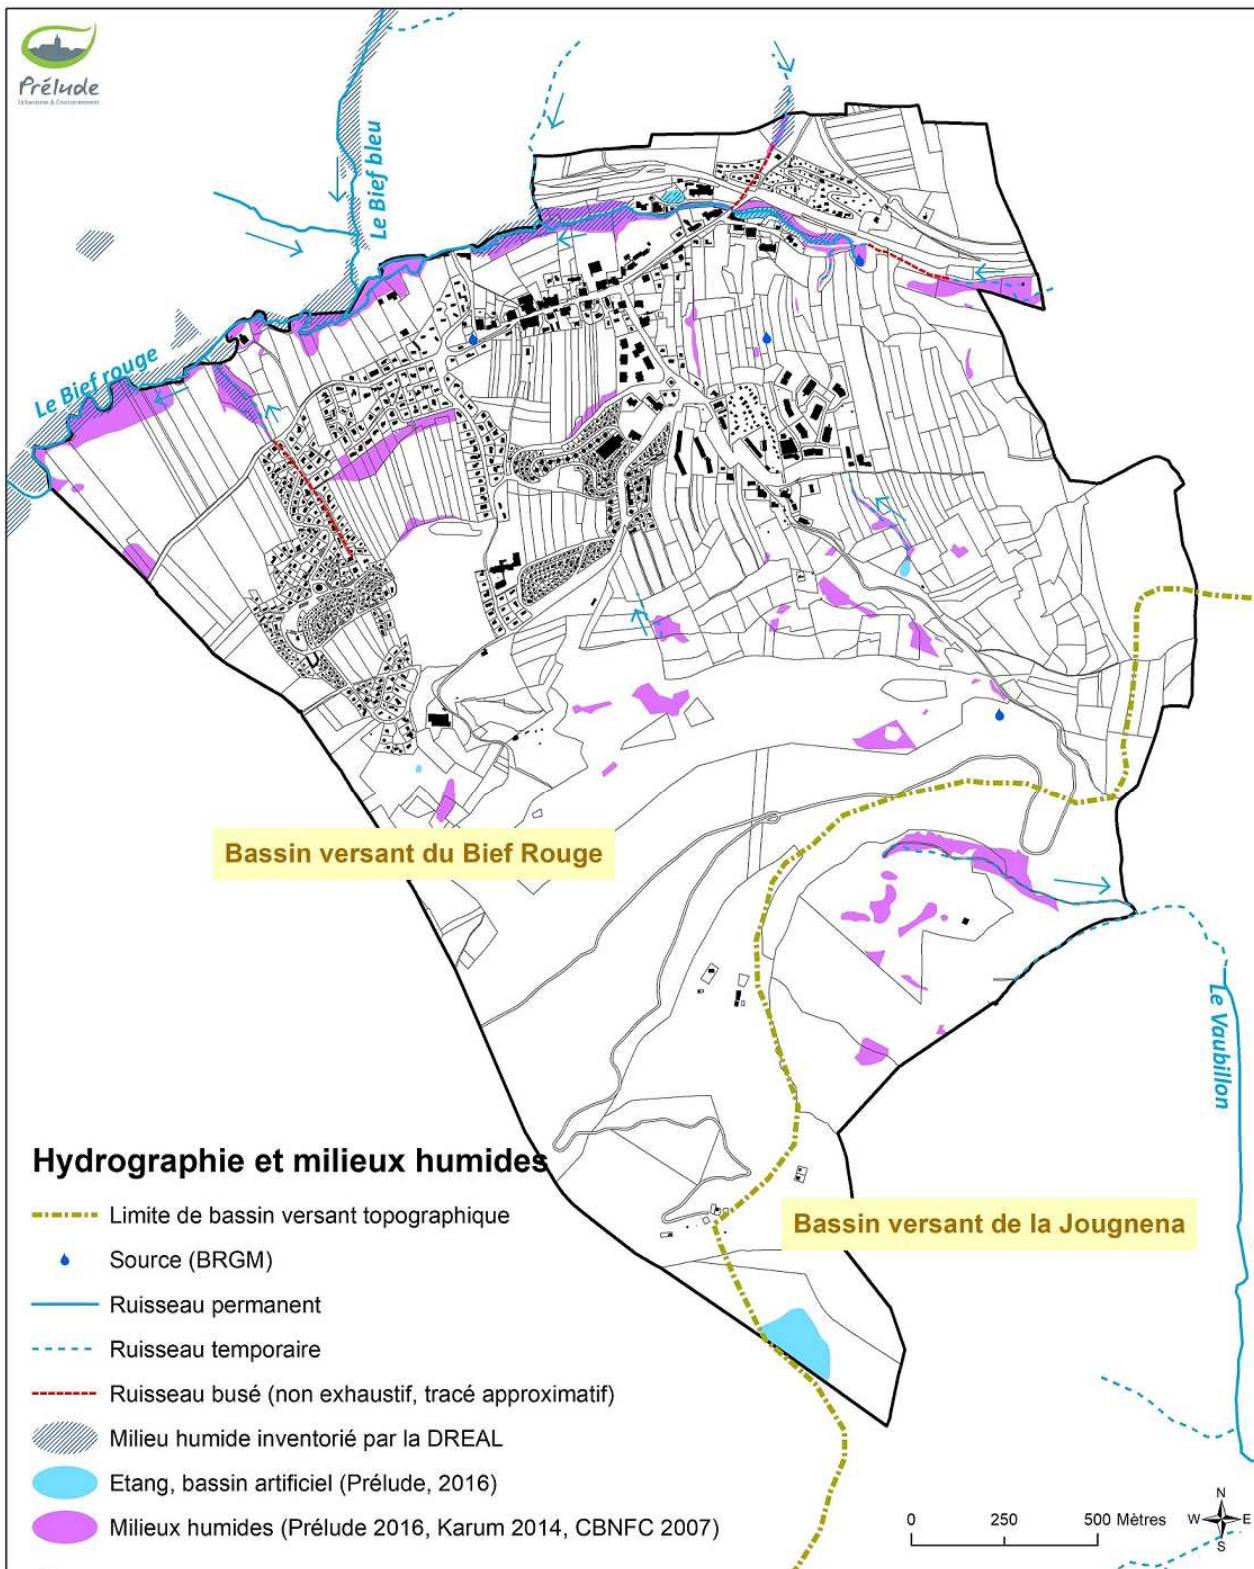 Prélude
Urbanisme & Environnement
Le Bief bleu
Le Bief rouge
Bassin versant du Bief Rouge
Le Vaubillon
Bassin versant de la Jougnena
Hydrographie et milieux humides
Limite de bassin versant topographique
Source (BRGM)
Ruisseau permanent
Ruisseau temporaire
Ruisseau busé (non exhaustif, tracé approximatif)
Milieu humide inventorié par la DREAL
Etang, bassin artificiel (Prélude, 2016)
Milieux humides (Prélude 2016, Karum 2014, CBNFC 2007)
0 250 500 Mètres
N
W E
S